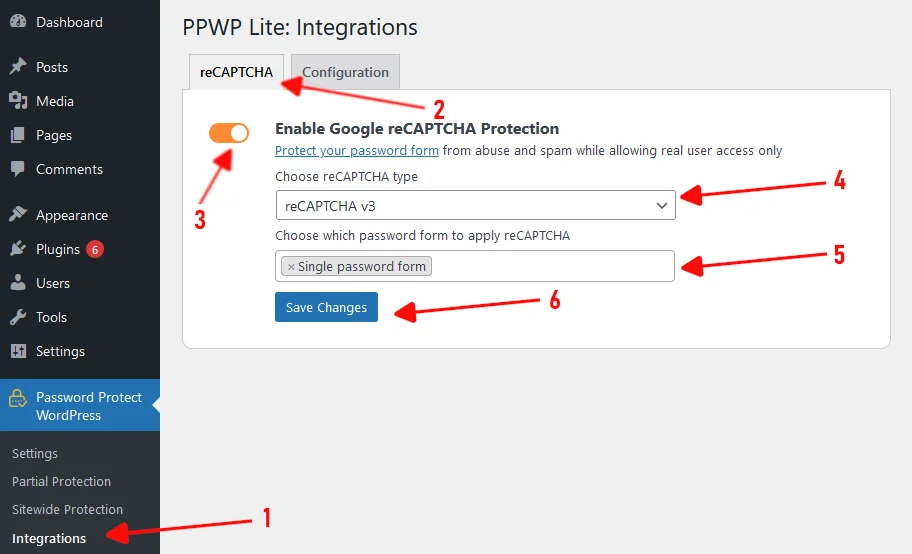 Dashboard
Posts
Media
Pages
Comments
Appearance
Plugins 6
Users
Tools
Settings
Password Protect
WordPress
Settings
Partial Protection
Sitewide Protection
Integrations
1
PPWP Lite: Integrations
reCAPTCHA
Configuration
2
Enable Google reCAPTCHA Protection
Protect your password form from abuse and spam while allowing real user access only
3
Choose reCAPTCHA type
reCAPTCHA v3
4
Choose which password form to apply reCAPTCHA
× Single password form
5
Save Changes
6